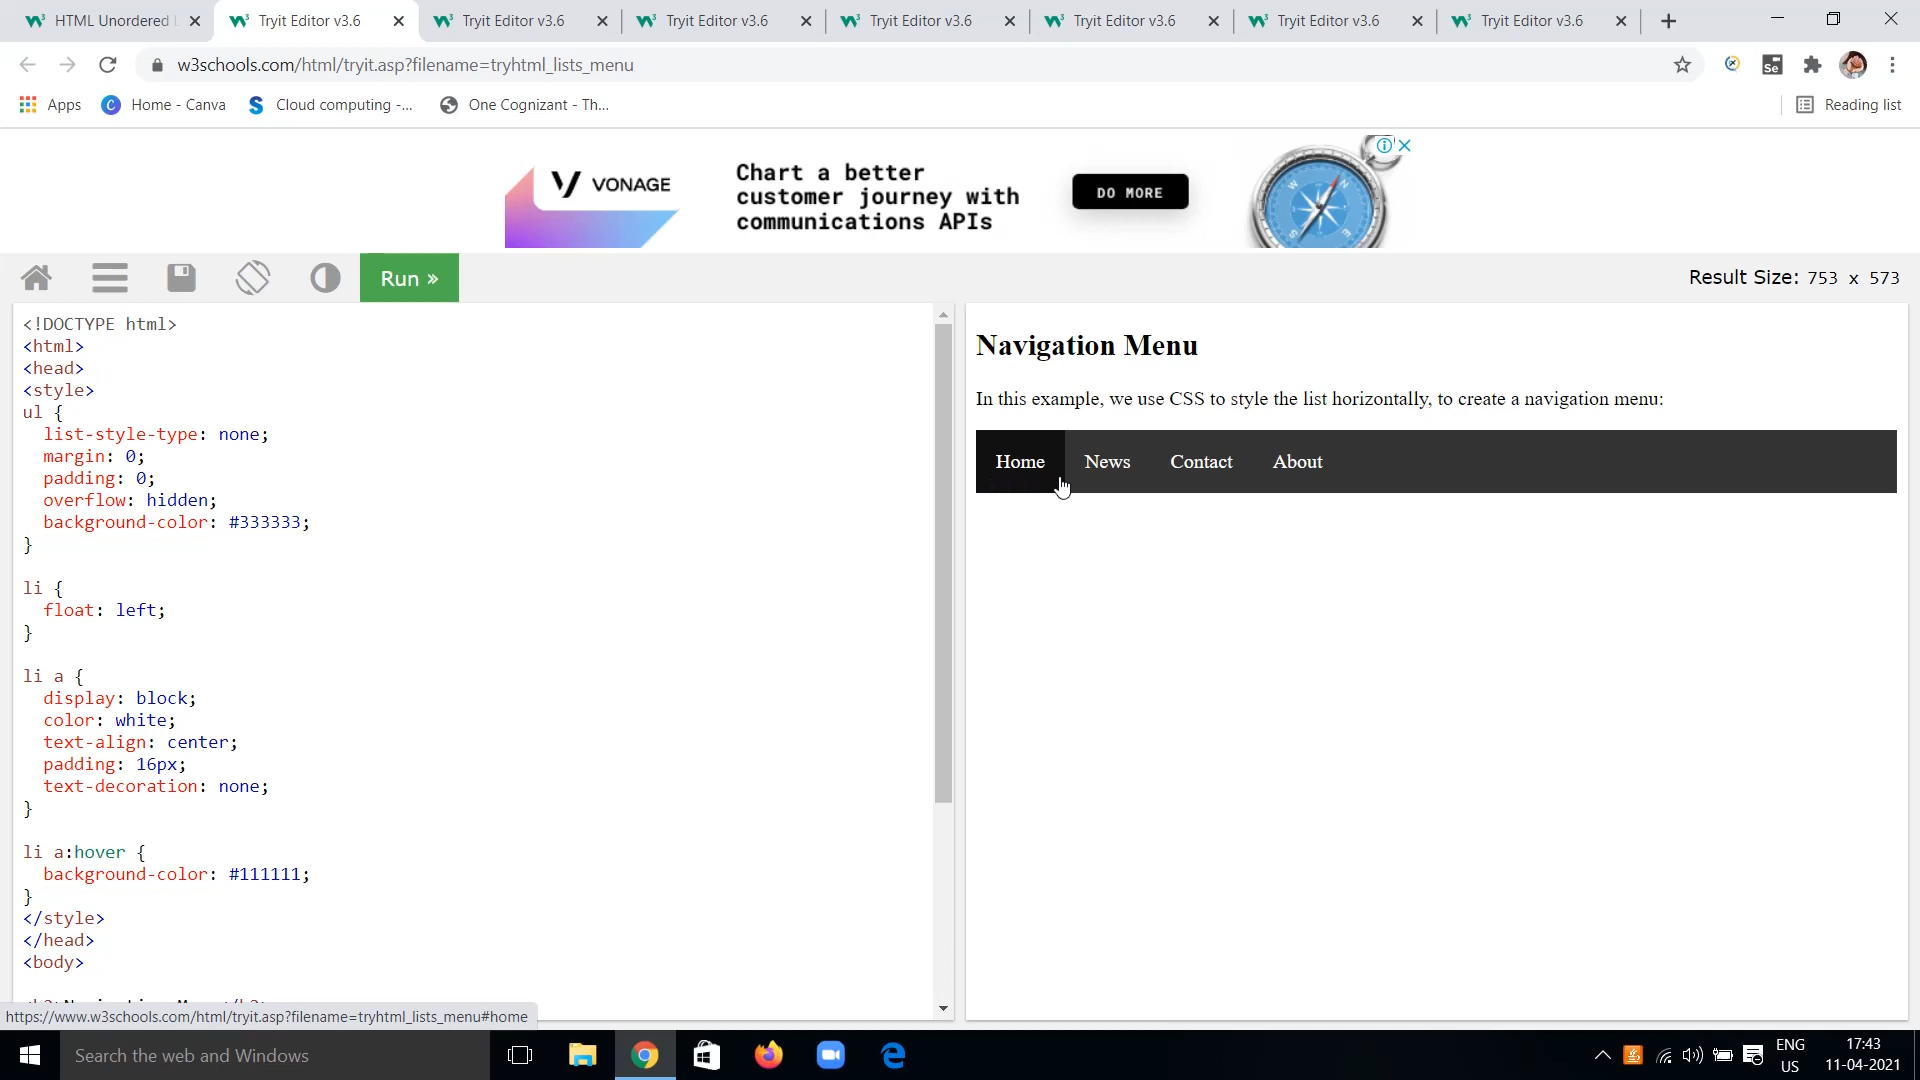 HTML Unordered
Tryit Editor v3.6
Tryit Editor v3.6
Tryit Editor v3.6
Tryit Editor v3.6
Tryit Editor v3.6
Tryit Editor v3.6
Tryit Editor v3.6
w3schools.com/html/tryit.asp?filename=tryhtml_lists_menu
Se
Apps
Home - Canva
Cloud computing -...
One Cognizant - Th...
Reading list
VONAGE
Chart a better
customer journey with
communications APIs
DO MORE
Run »
Result Size: 753 x 573
<!DOCTYPE html>
<html>
<head>
<style>
ul {
  list-style-type: none;
  margin: 0;
  padding: 0;
  overflow: hidden;
  background-color: #333333;
}
li {
  float: left;
}
li a {
  display: block;
  color: white;
  text-align: center;
  padding: 16px;
  text-decoration: none;
}
li a:hover {
  background-color: #111111;
}
</style>
</head>
<body>
Navigation Menu
In this example, we use CSS to style the list horizontally, to create a navigation menu:
Home News Contact About
https://www.w3schools.com/html/tryit.asp?filename=tryhtml_lists_menu#home
Search the web and Windows
ENG
US
17:43
11-04-2021